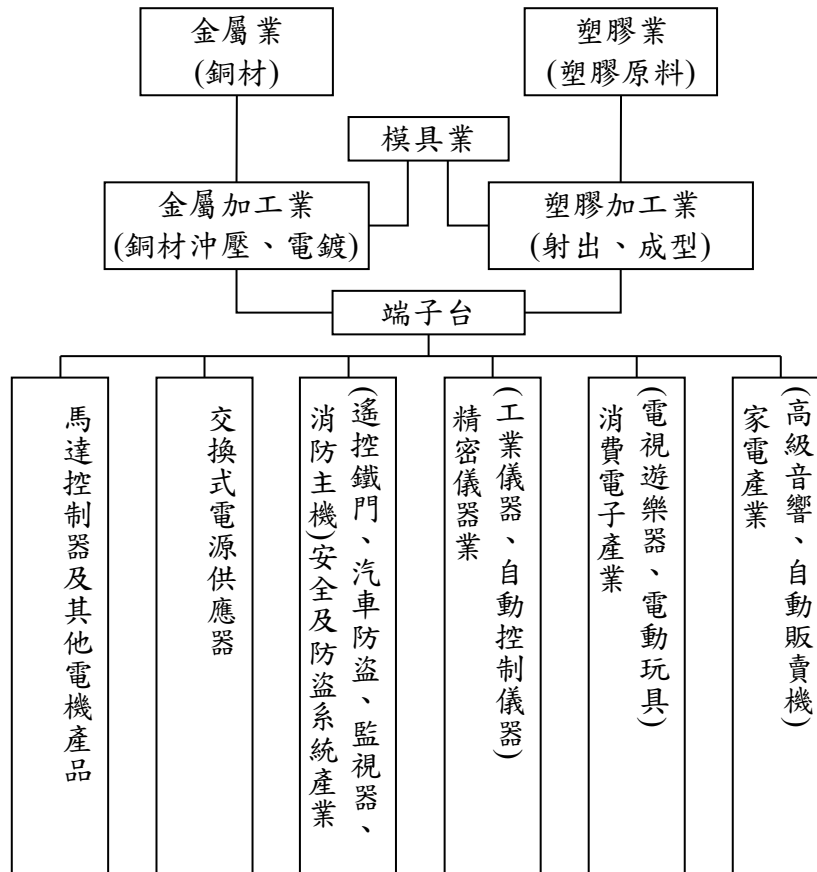 金屬業
(銅材)
塑膠業
(塑膠原料)
模具業
金屬加工業
(銅材沖壓、電鍍)
塑膠加工業
(射出、成型)
端子台
馬達控制器及其他電機產品
交換式電源供應器
(遙控鐵門、汽車防盜、監視器、
消防主機)安全及防盜系統產業
(工業儀器、自動控制儀器)
精密儀器業
(電視遊樂器、電動玩具)
消費電子產業
(高級音響、自動販賣機)
家電產業